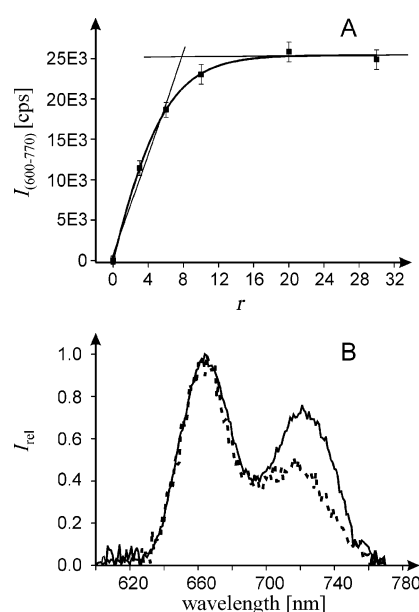 A
25E3
20E3
15E3
10E3
5E3
0
I(600-770) [cps]
0 4 8 12 16 20 24 28 32
r
B
1.0
0.8
0.6
0.4
0.2
0.0
Irel
620 660 700 740 780
wavelength [nm]